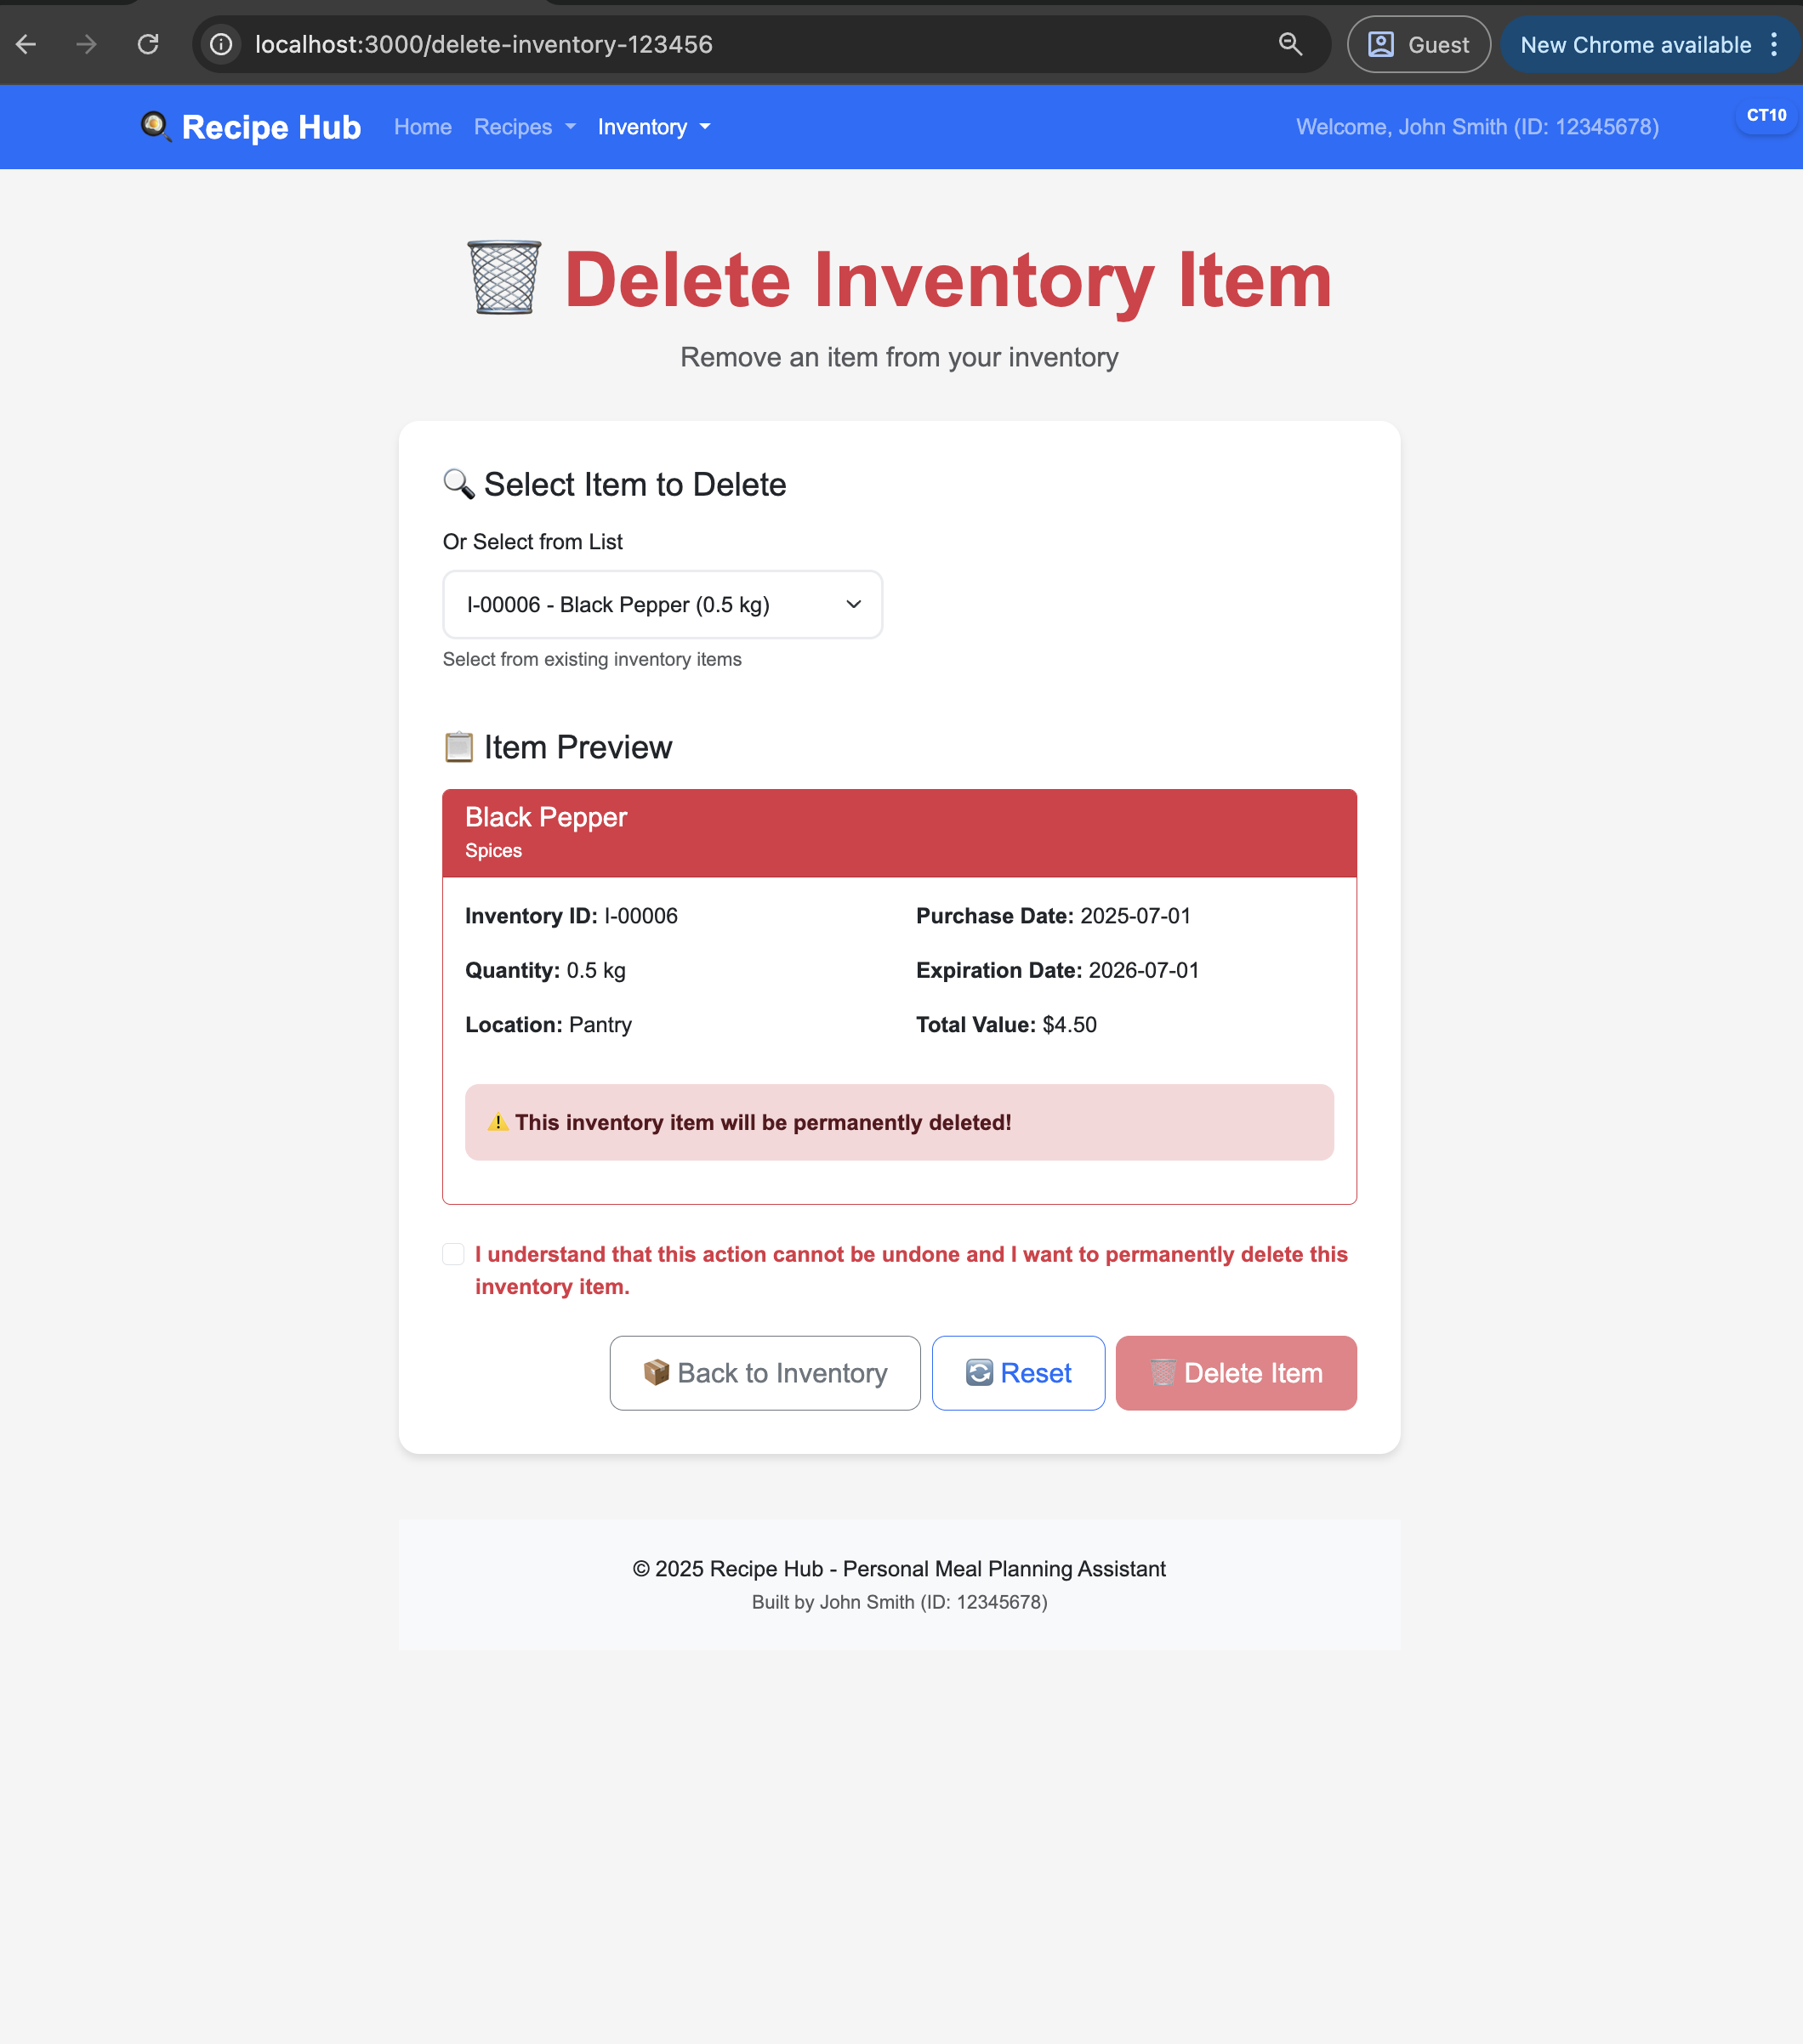 localhost:3000/delete-inventory-123456
Guest
New Chrome available
Recipe Hub
Home
Recipes
Inventory
Welcome, John Smith (ID: 12345678)
CT10
Delete Inventory Item
Remove an item from your inventory
Select Item to Delete
Or Select from List
I-00006 - Black Pepper (0.5 kg)
Select from existing inventory items
Item Preview
Black Pepper
Spices
Inventory ID: I-00006
Purchase Date: 2025-07-01
Quantity: 0.5 kg
Expiration Date: 2026-07-01
Location: Pantry
Total Value: $4.50
This inventory item will be permanently deleted!
I understand that this action cannot be undone and I want to permanently delete this
inventory item.
Back to Inventory
Reset
Delete Item
© 2025 Recipe Hub - Personal Meal Planning Assistant
Built by John Smith (ID: 12345678)